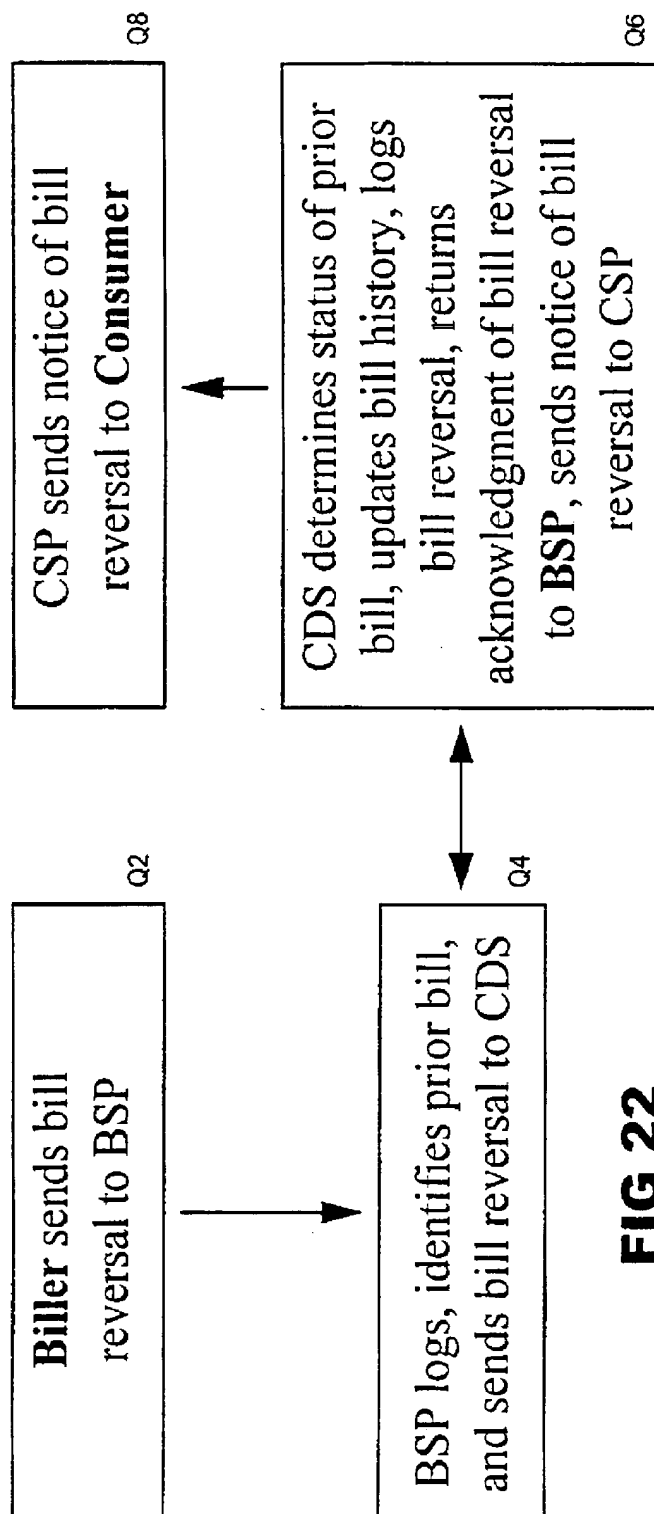 Biller sends bill
reversal to BSP
Q2
BSP logs, identifies prior bill,
and sends bill reversal to CDS
Q4
CDS determines status of prior
bill, updates bill history, logs
bill reversal, returns
acknowledgment of bill reversal
to BSP, sends notice of bill
reversal to CSP
Q6
CSP sends notice of bill
reversal to Consumer
Q8
FIG 22